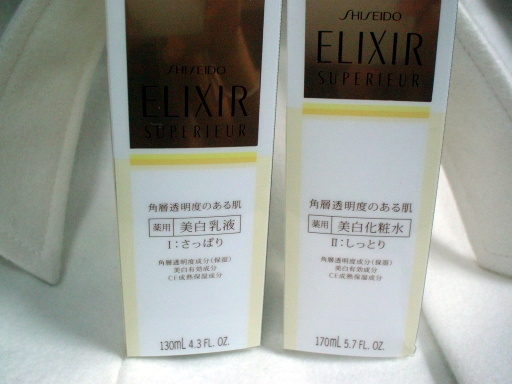 SHISEIDO
ELIXIR
SUPERIEUR
角層透明度のある肌
薬用 美白乳液
I：さっぱり
角層透明度成分（保湿）
美白有効成分
CE成熟保湿成分
130mL 4.3 FL. OZ.
SHISEIDO
ELIXIR
SUPERIEUR
角層透明度のある肌
薬用 美白化粧水
II：しっとり
角層透明度成分（保湿）
美白有効成分
CE成熟保湿成分
170mL 5.7 FL. OZ.